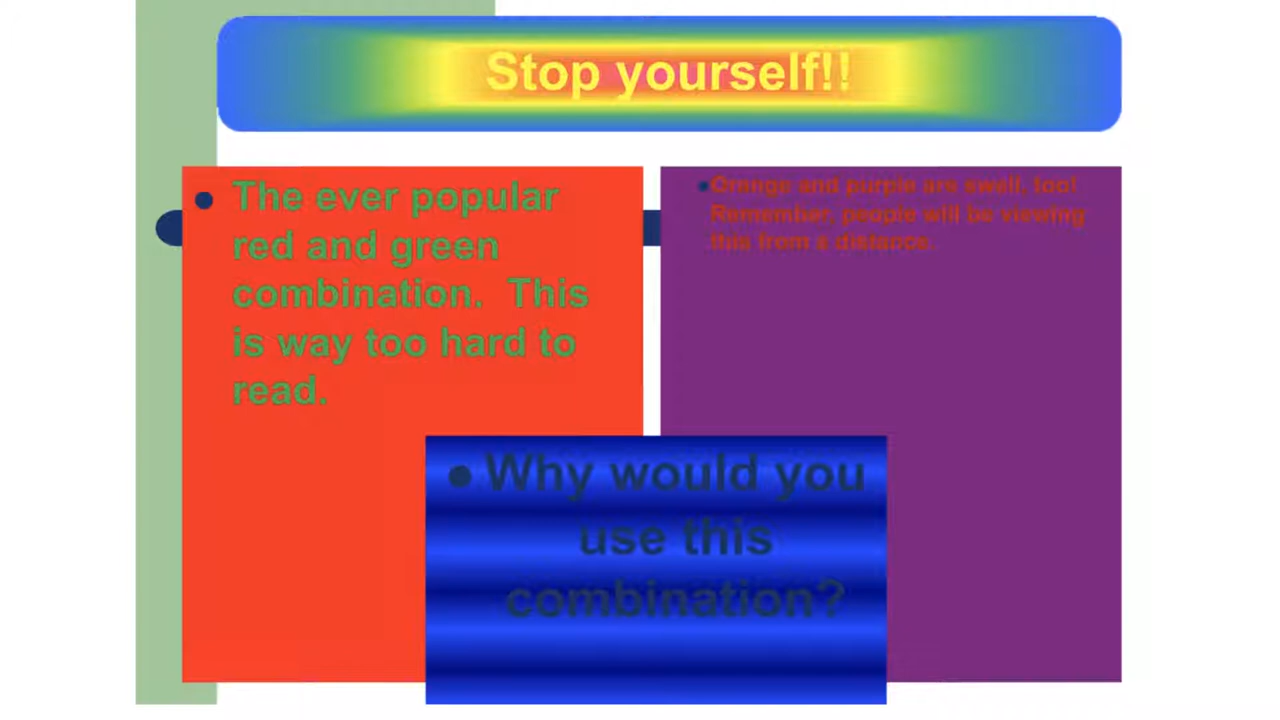 Stop yourself!!
• The ever popular
red and green
combination. This
is way too hard to
read.
• Orange and purple are swell, too!
Remember, people will be viewing
this from a distance.
• Why would you
use this
combination?